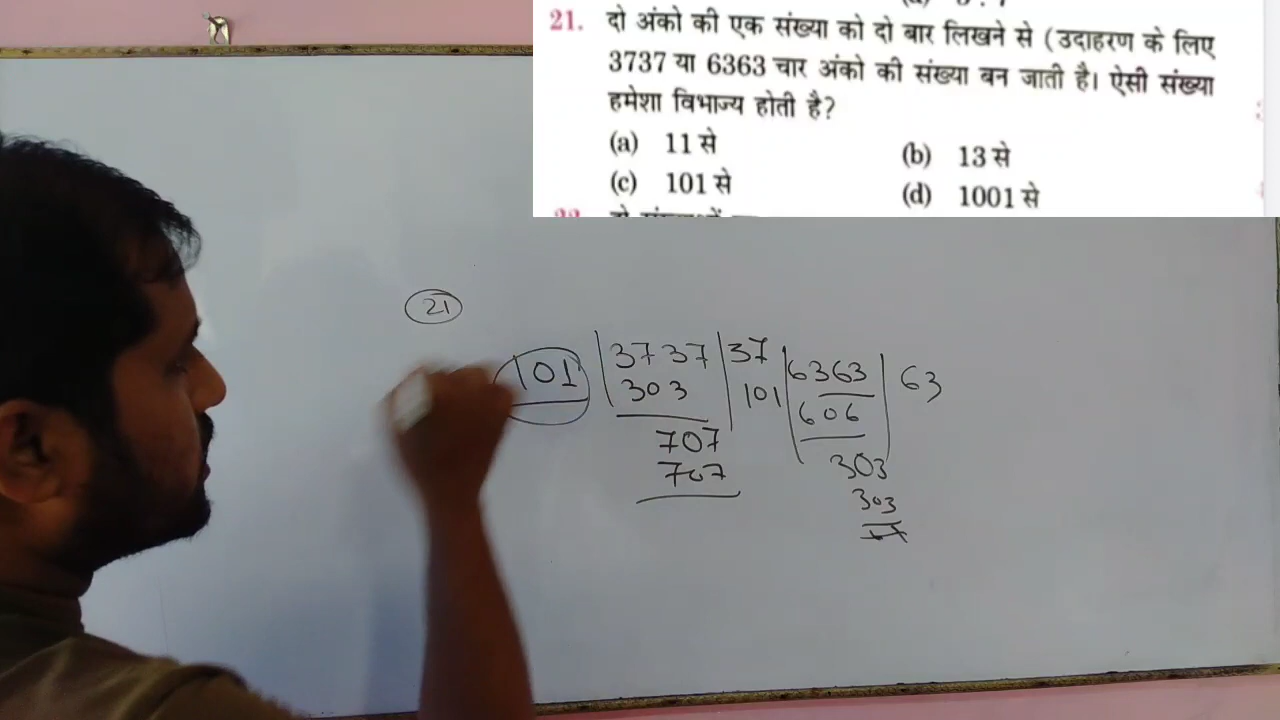 21. दो अंको की एक संख्या को दो बार लिखने से (उदाहरण के लिए
3737 या 6363 चार अंको की संख्या बन जाती है। ऐसी संख्या
हमेशा विभाज्य होती है?
(a) 11 से (b) 13 से
(c) 101 से (d) 1001 से
21
101 3737 37
303
707
707
101 6363 63
606
303
303